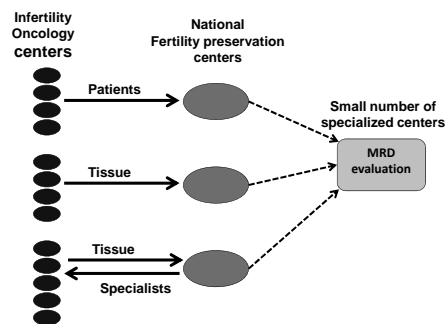 Infertility
Oncology
centers
National
Fertility preservation
centers
Patients
Small number of
specialized centers
MRD
evaluation
Tissue
Tissue
Specialists